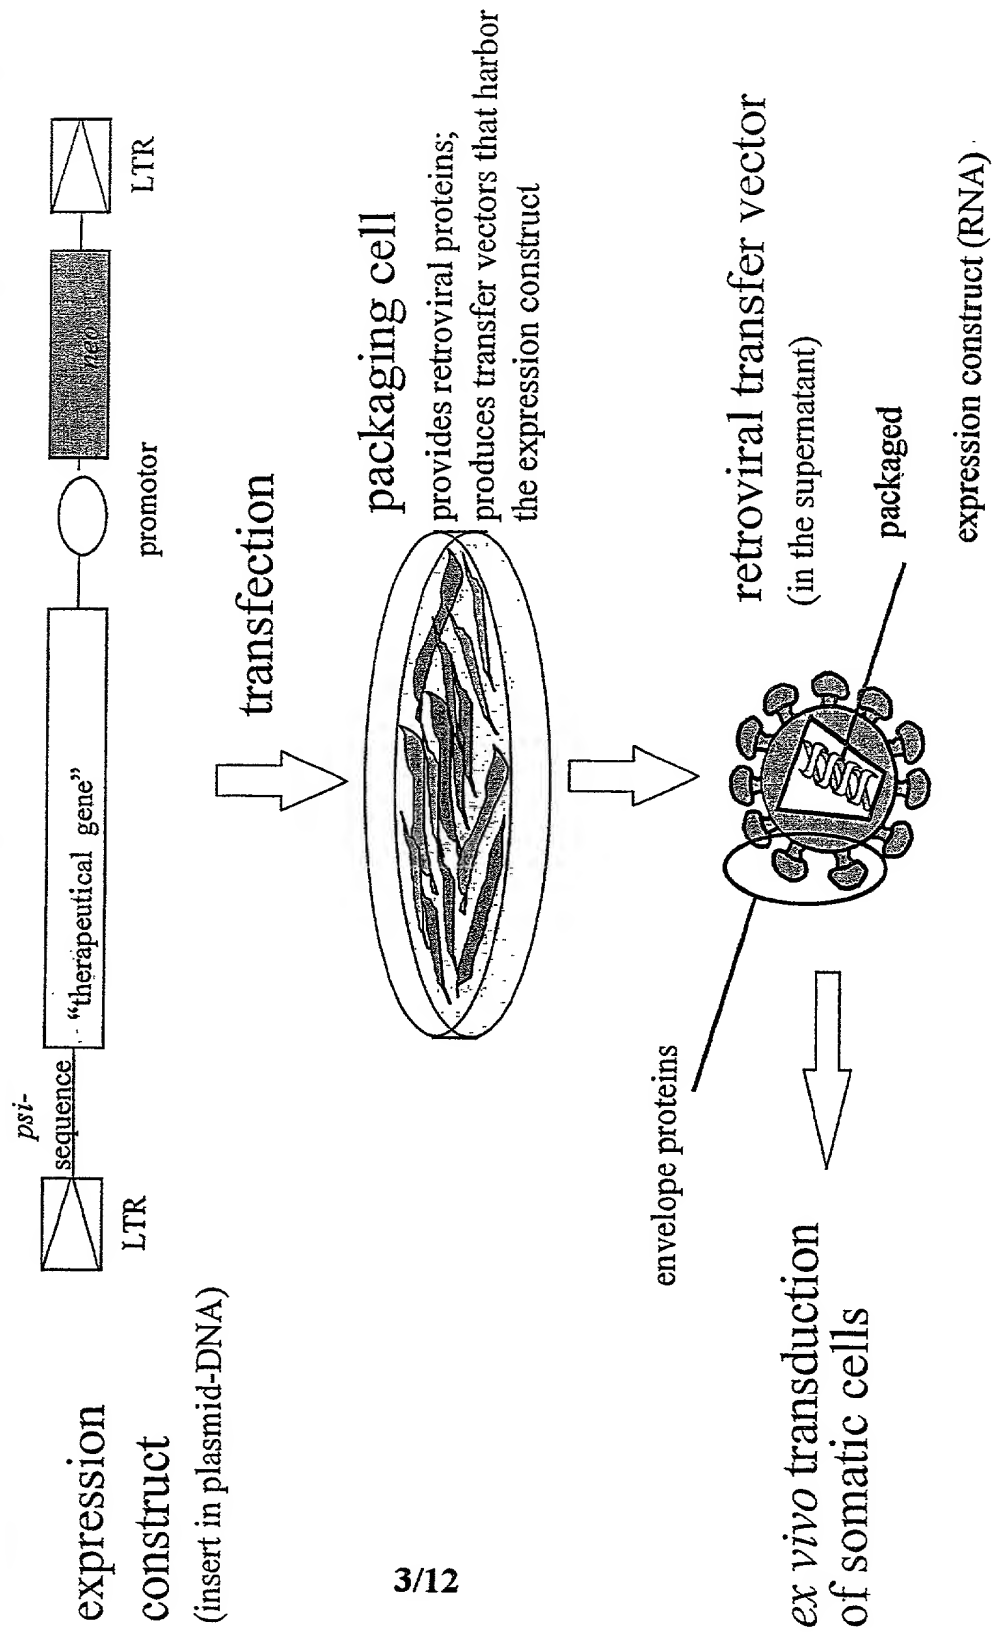 expression
construct
(insert in plasmid-DNA)
LTR
psi-
sequence
“therapeutical gene”
promotor
neo
LTR
transfection
packaging cell
provides retroviral proteins;
produces transfer vectors that harbor
the expression construct
retroviral transfer vector
(in the supernatant)
envelope proteins
packaged
expression construct (RNA)
ex vivo transduction
of somatic cells
3/12